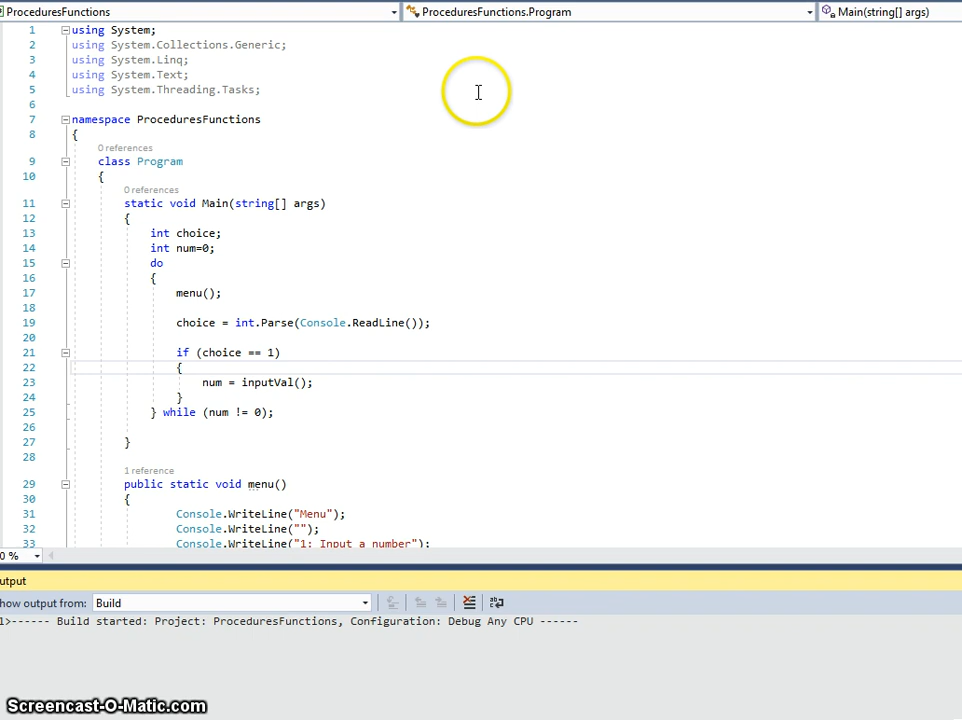 ProceduresFunctions
ProceduresFunctions.Program
Main(string[] args)
1 using System;
2 using System.Collections.Generic;
3 using System.Linq;
4 using System.Text;
5 using System.Threading.Tasks;
6
7 namespace ProceduresFunctions
8 {
0 references
9 class Program
10 {
0 references
11 static void Main(string[] args)
12 {
13 int choice;
14 int num=0;
15 do
16 {
17 menu();
18
19 choice = int.Parse(Console.ReadLine());
20
21 if (choice == 1)
22 {
23 num = inputVal();
24 }
25 } while (num != 0);
26
27 }
28
1 reference
29 public static void menu()
30 {
31 Console.WriteLine("Menu");
32 Console.WriteLine("");
33 Console.WriteLine("1: Input a number");
0 %
utput
how output from: Build
1>------ Build started: Project: ProceduresFunctions, Configuration: Debug Any CPU ------
Screencast-O-Matic.com